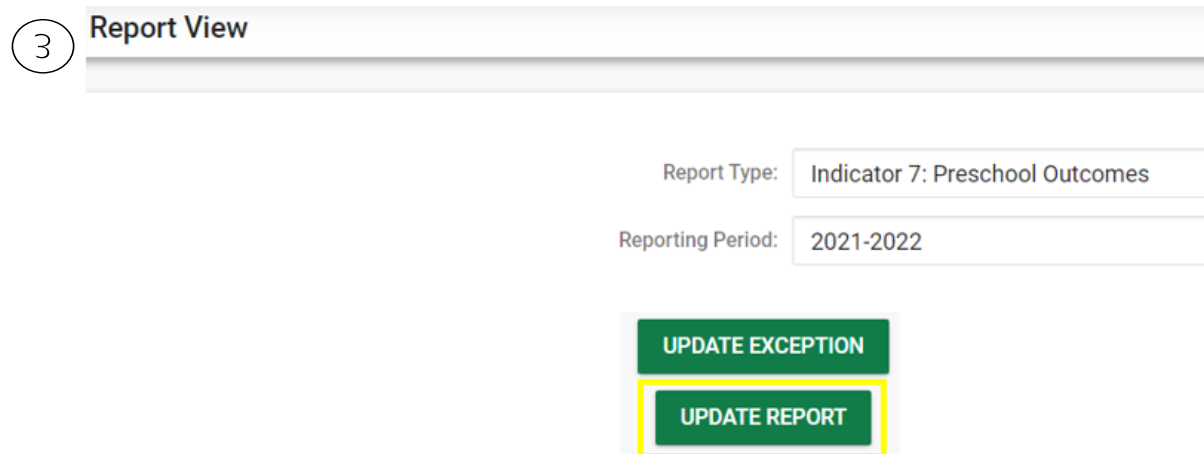 3
Report View
Report Type: Indicator 7: Preschool Outcomes
Reporting Period: 2021-2022
UPDATE EXCEPTION
UPDATE REPORT